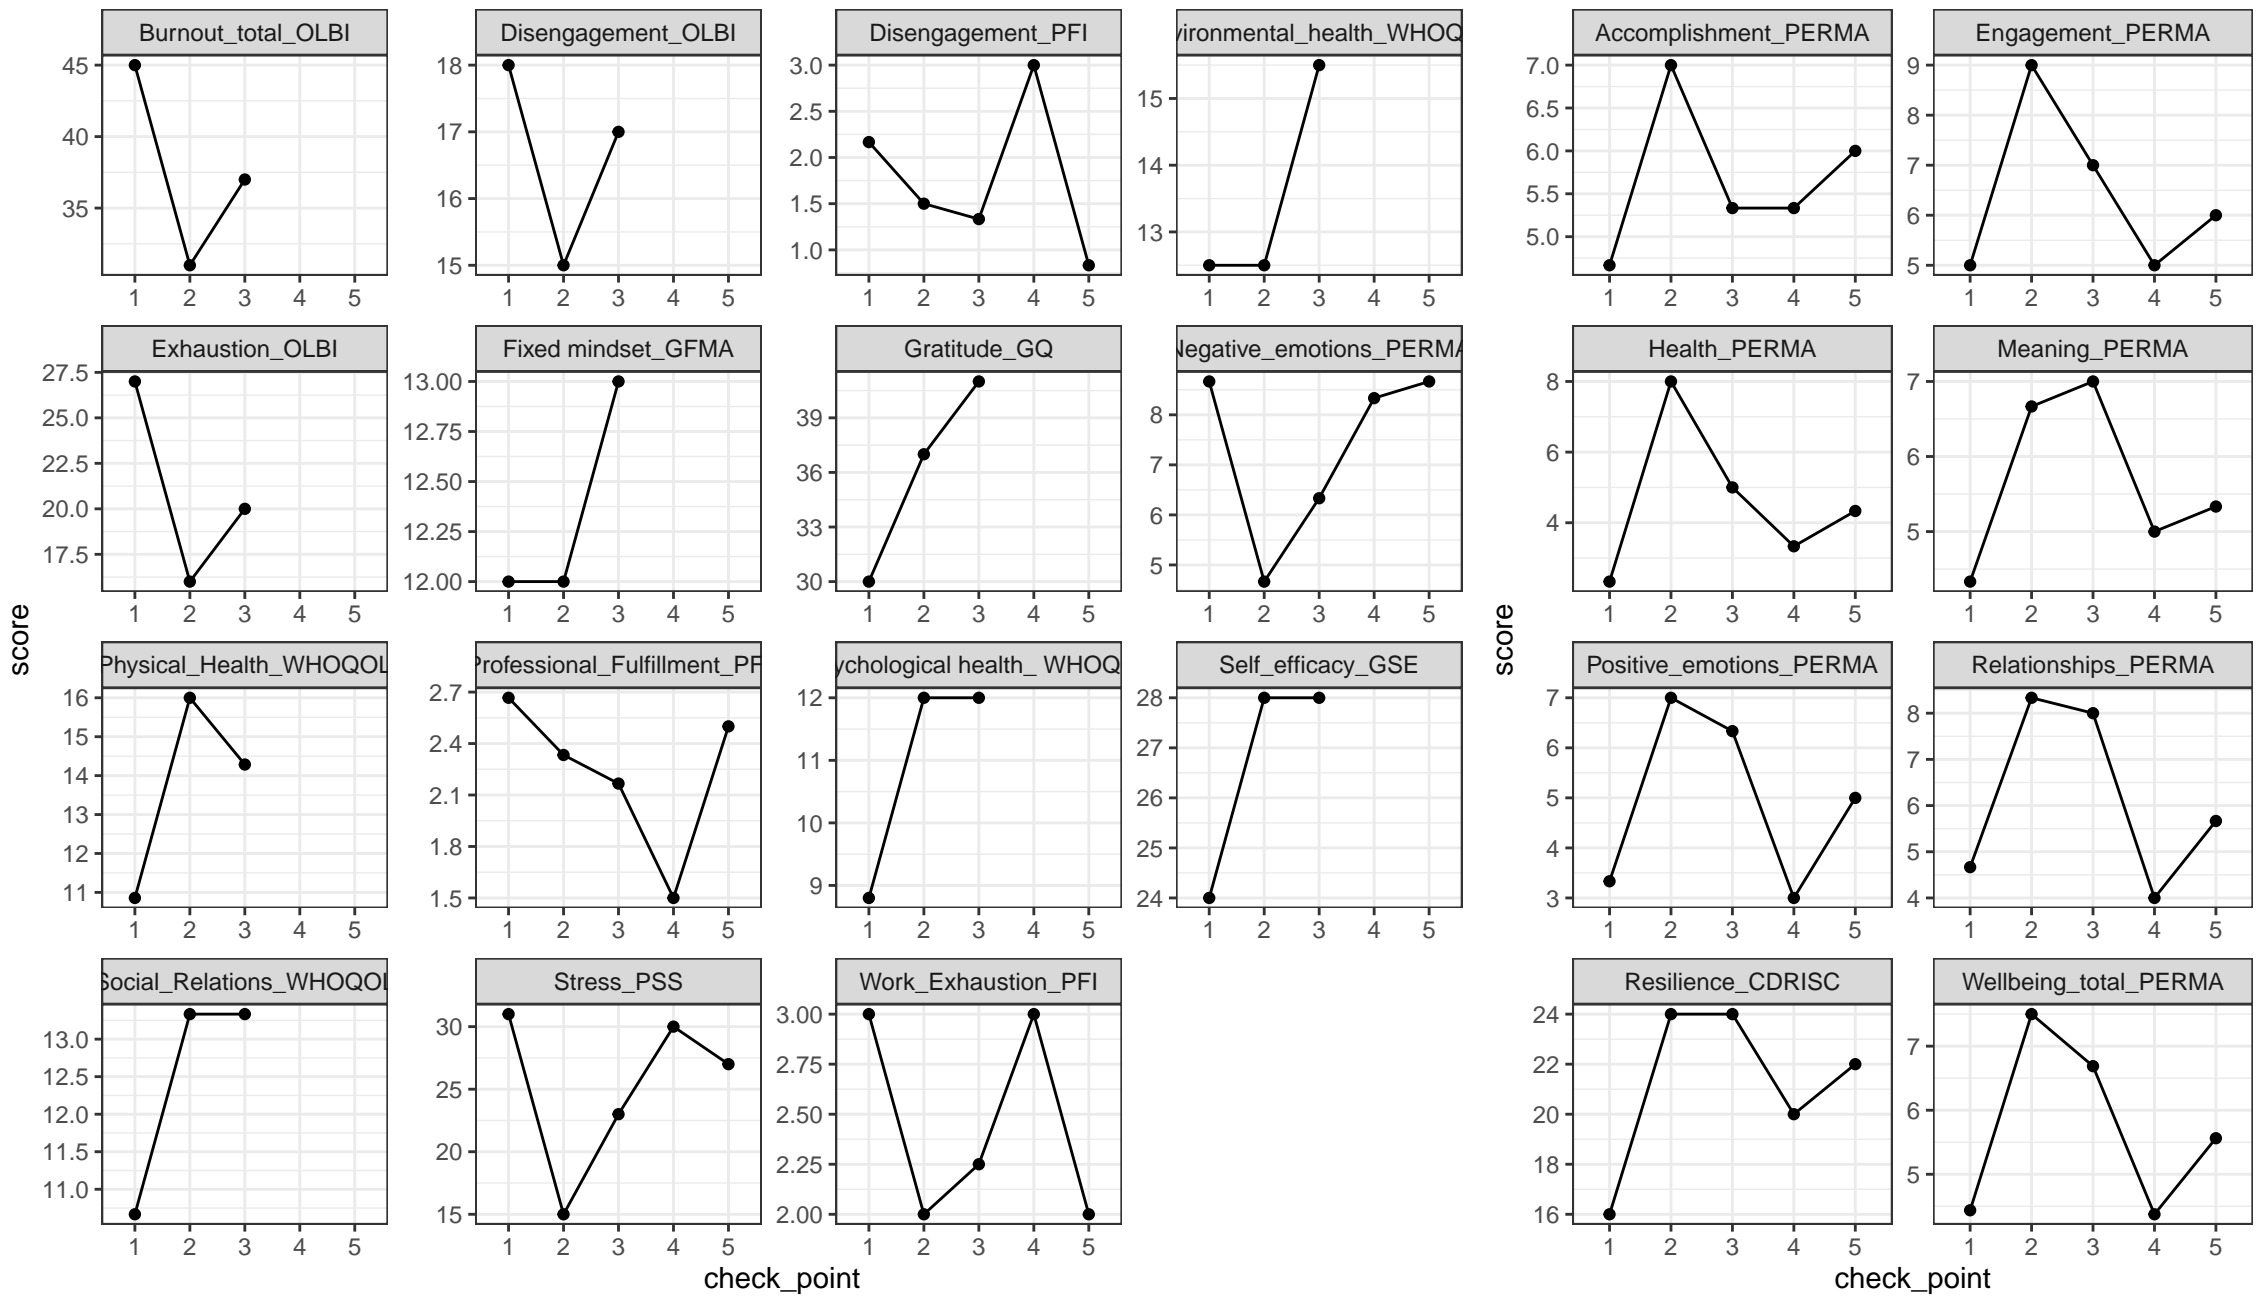 Burnout_total_OLBI
45
40
35
1 2 3 4 5
Disengagement_OLBI
18
17
16
15
1 2 3 4 5
Disengagement_PFI
3.0
2.5
2.0
1.5
1.0
1 2 3 4 5
vironmental_health_WHOQ
15
14
13
1 2 3 4 5
Accomplishment_PERMA
7.0
6.5
6.0
5.5
5.0
1 2 3 4 5
Engagement_PERMA
9
8
7
6
5
1 2 3 4 5
Exhaustion_OLBI
27.5
25.0
22.5
20.0
17.5
1 2 3 4 5
Fixed mindset_GFMA
13.00
12.75
12.50
12.25
12.00
1 2 3 4 5
Gratitude_GQ
39
36
33
30
1 2 3 4 5
Negative_emotions_PERMA
8
7
6
5
1 2 3 4 5
Health_PERMA
8
6
4
1 2 3 4 5
Meaning_PERMA
7
6
5
1 2 3 4 5
score
score
Physical_Health_WHOQOL
16
15
14
13
12
11
1 2 3 4 5
Professional_Fulfillment_PF
2.7
2.4
2.1
1.8
1.5
1 2 3 4 5
ychological health_ WHOQ
12
11
10
9
1 2 3 4 5
Self_efficacy_GSE
28
27
26
25
24
1 2 3 4 5
Positive_emotions_PERMA
7
6
5
4
3
1 2 3 4 5
Relationships_PERMA
8
7
6
5
4
1 2 3 4 5
Social_Relations_WHOQOL
13.0
12.5
12.0
11.5
11.0
1 2 3 4 5
Stress_PSS
30
25
20
15
1 2 3 4 5
Work_Exhaustion_PFI
3.00
2.75
2.50
2.25
2.00
1 2 3 4 5
Resilience_CDRISC
24
22
20
18
16
1 2 3 4 5
Wellbeing_total_PERMA
7
6
5
1 2 3 4 5
check_point
check_point